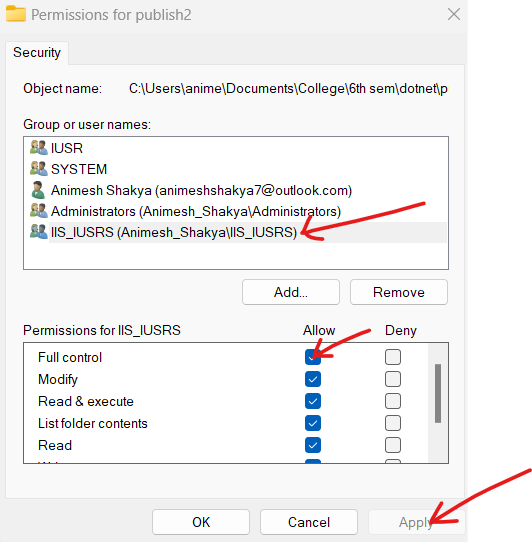 Permissions for publish2
Security
Object name: C:\Users\anime\Documents\College\6th sem\dotnet\p
Group or user names:
IUSR
SYSTEM
Animesh Shakya (animeshshakya7@outlook.com)
Administrators (Animesh_Shakya\Administrators)
IIS_IUSRS (Animesh_Shakya\IIS_IUSRS)
Add... Remove
Permissions for IIS_IUSRS Allow Deny
Full control
Modify
Read & execute
List folder contents
Read
OK Cancel Apply